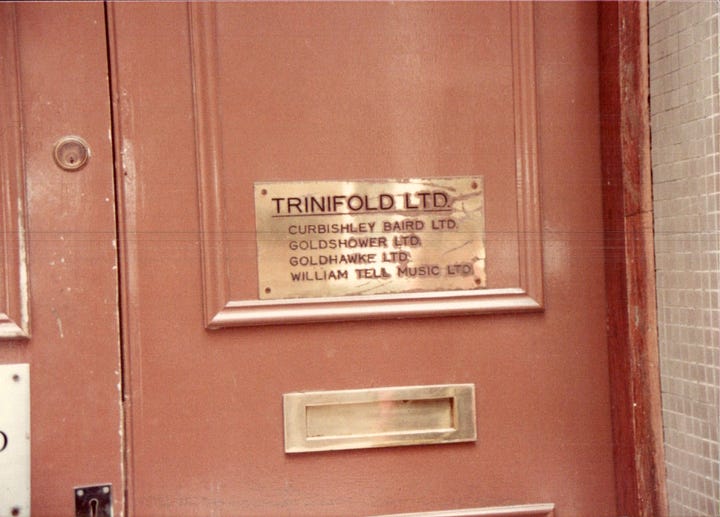 TRINIFOLD LTD.
CURBISHLEY BAIRD LTD.
GOLDSHOWER LTD.
GOLDHAWKE LTD.
WILLIAM TELL MUSIC LTD.